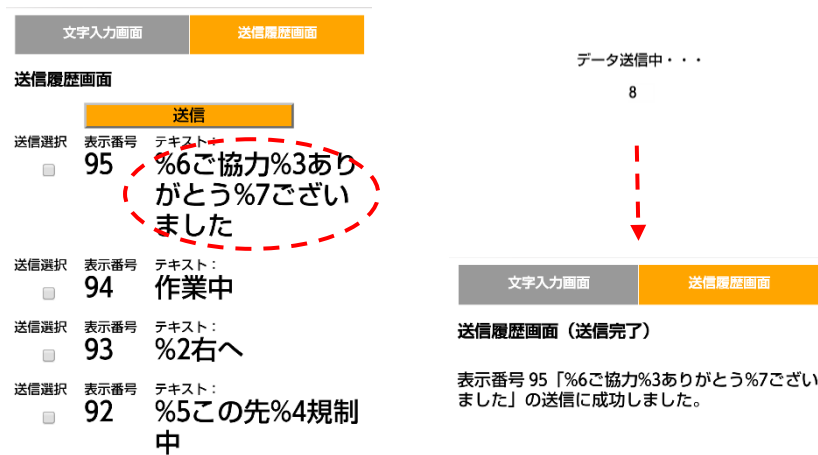 文字入力画面 送信履歴画面
送信履歴画面
送信
送信選択 表示番号 テキスト：
95 %6ご協力%3あり
がとう%7ござい
ました
送信選択 表示番号 テキスト：
94 作業中
送信選択 表示番号 テキスト：
93 %2右へ
送信選択 表示番号 テキスト：
92 %5この先%4規制
中
データ送信中・・・
8
文字入力画面 送信履歴画面
送信履歴画面（送信完了）
表示番号 95「%6ご協力%3ありがとう%7ござい
ました」の送信に成功しました。